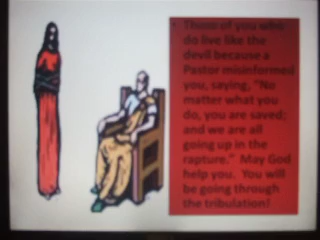 • Those of you who
do live like the
devil because a
Pastor misinformed
you, saying, "No
matter what you
do, you are saved;
and we are all
going up in the
rapture." May God
help you. You will
be going through
the tribulation!